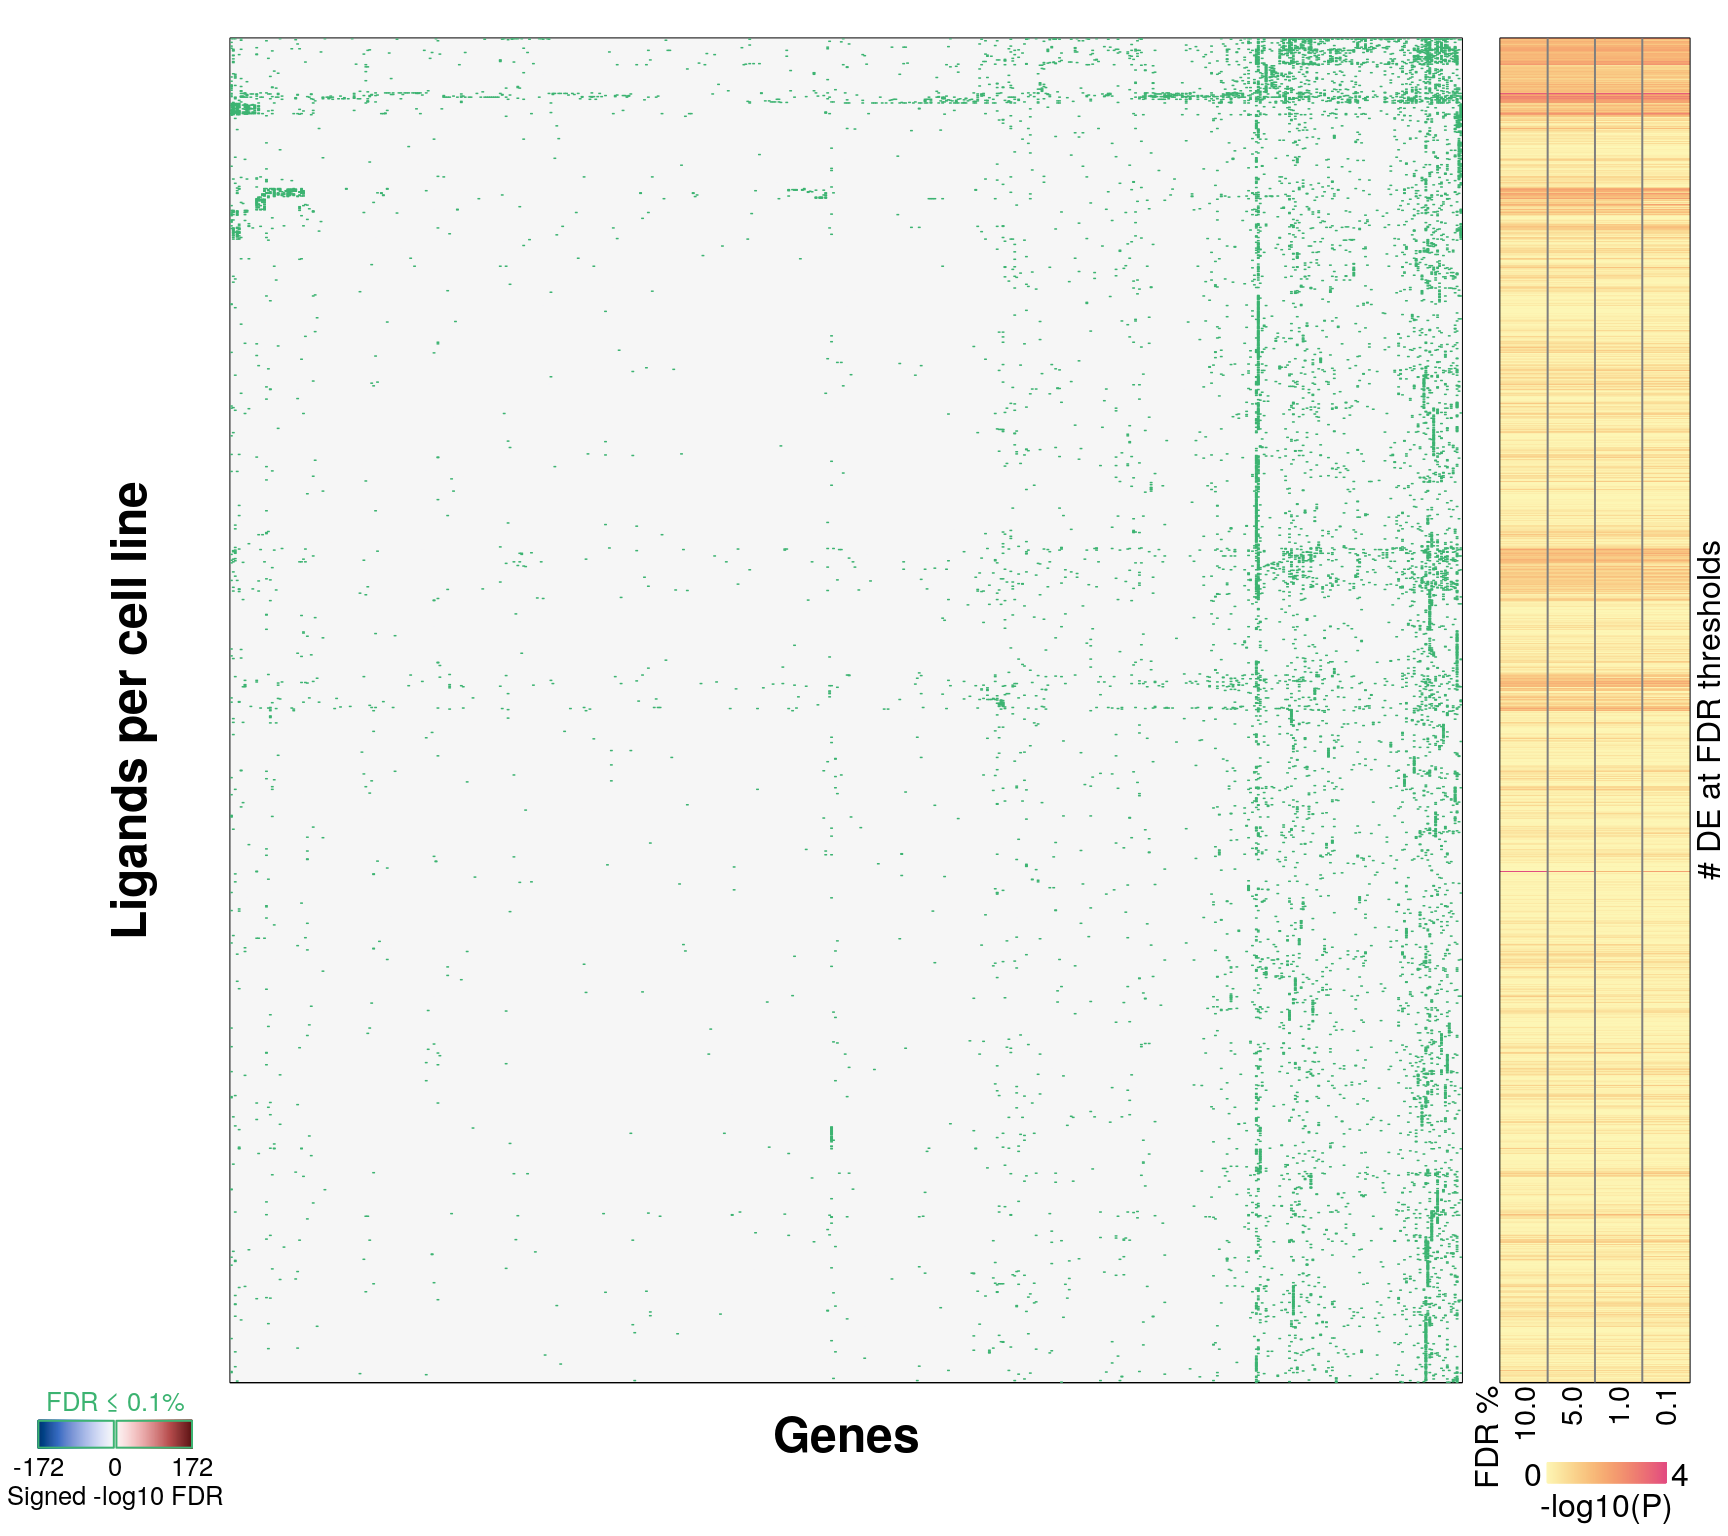 Ligands per cell line
# DE at FDR thresholds
FDR ≤ 0.1%
-172 0 172
Signed -log10 FDR
Genes
FDR %
10.0
5.0
1.0
0.1
0 4
-log10(P)